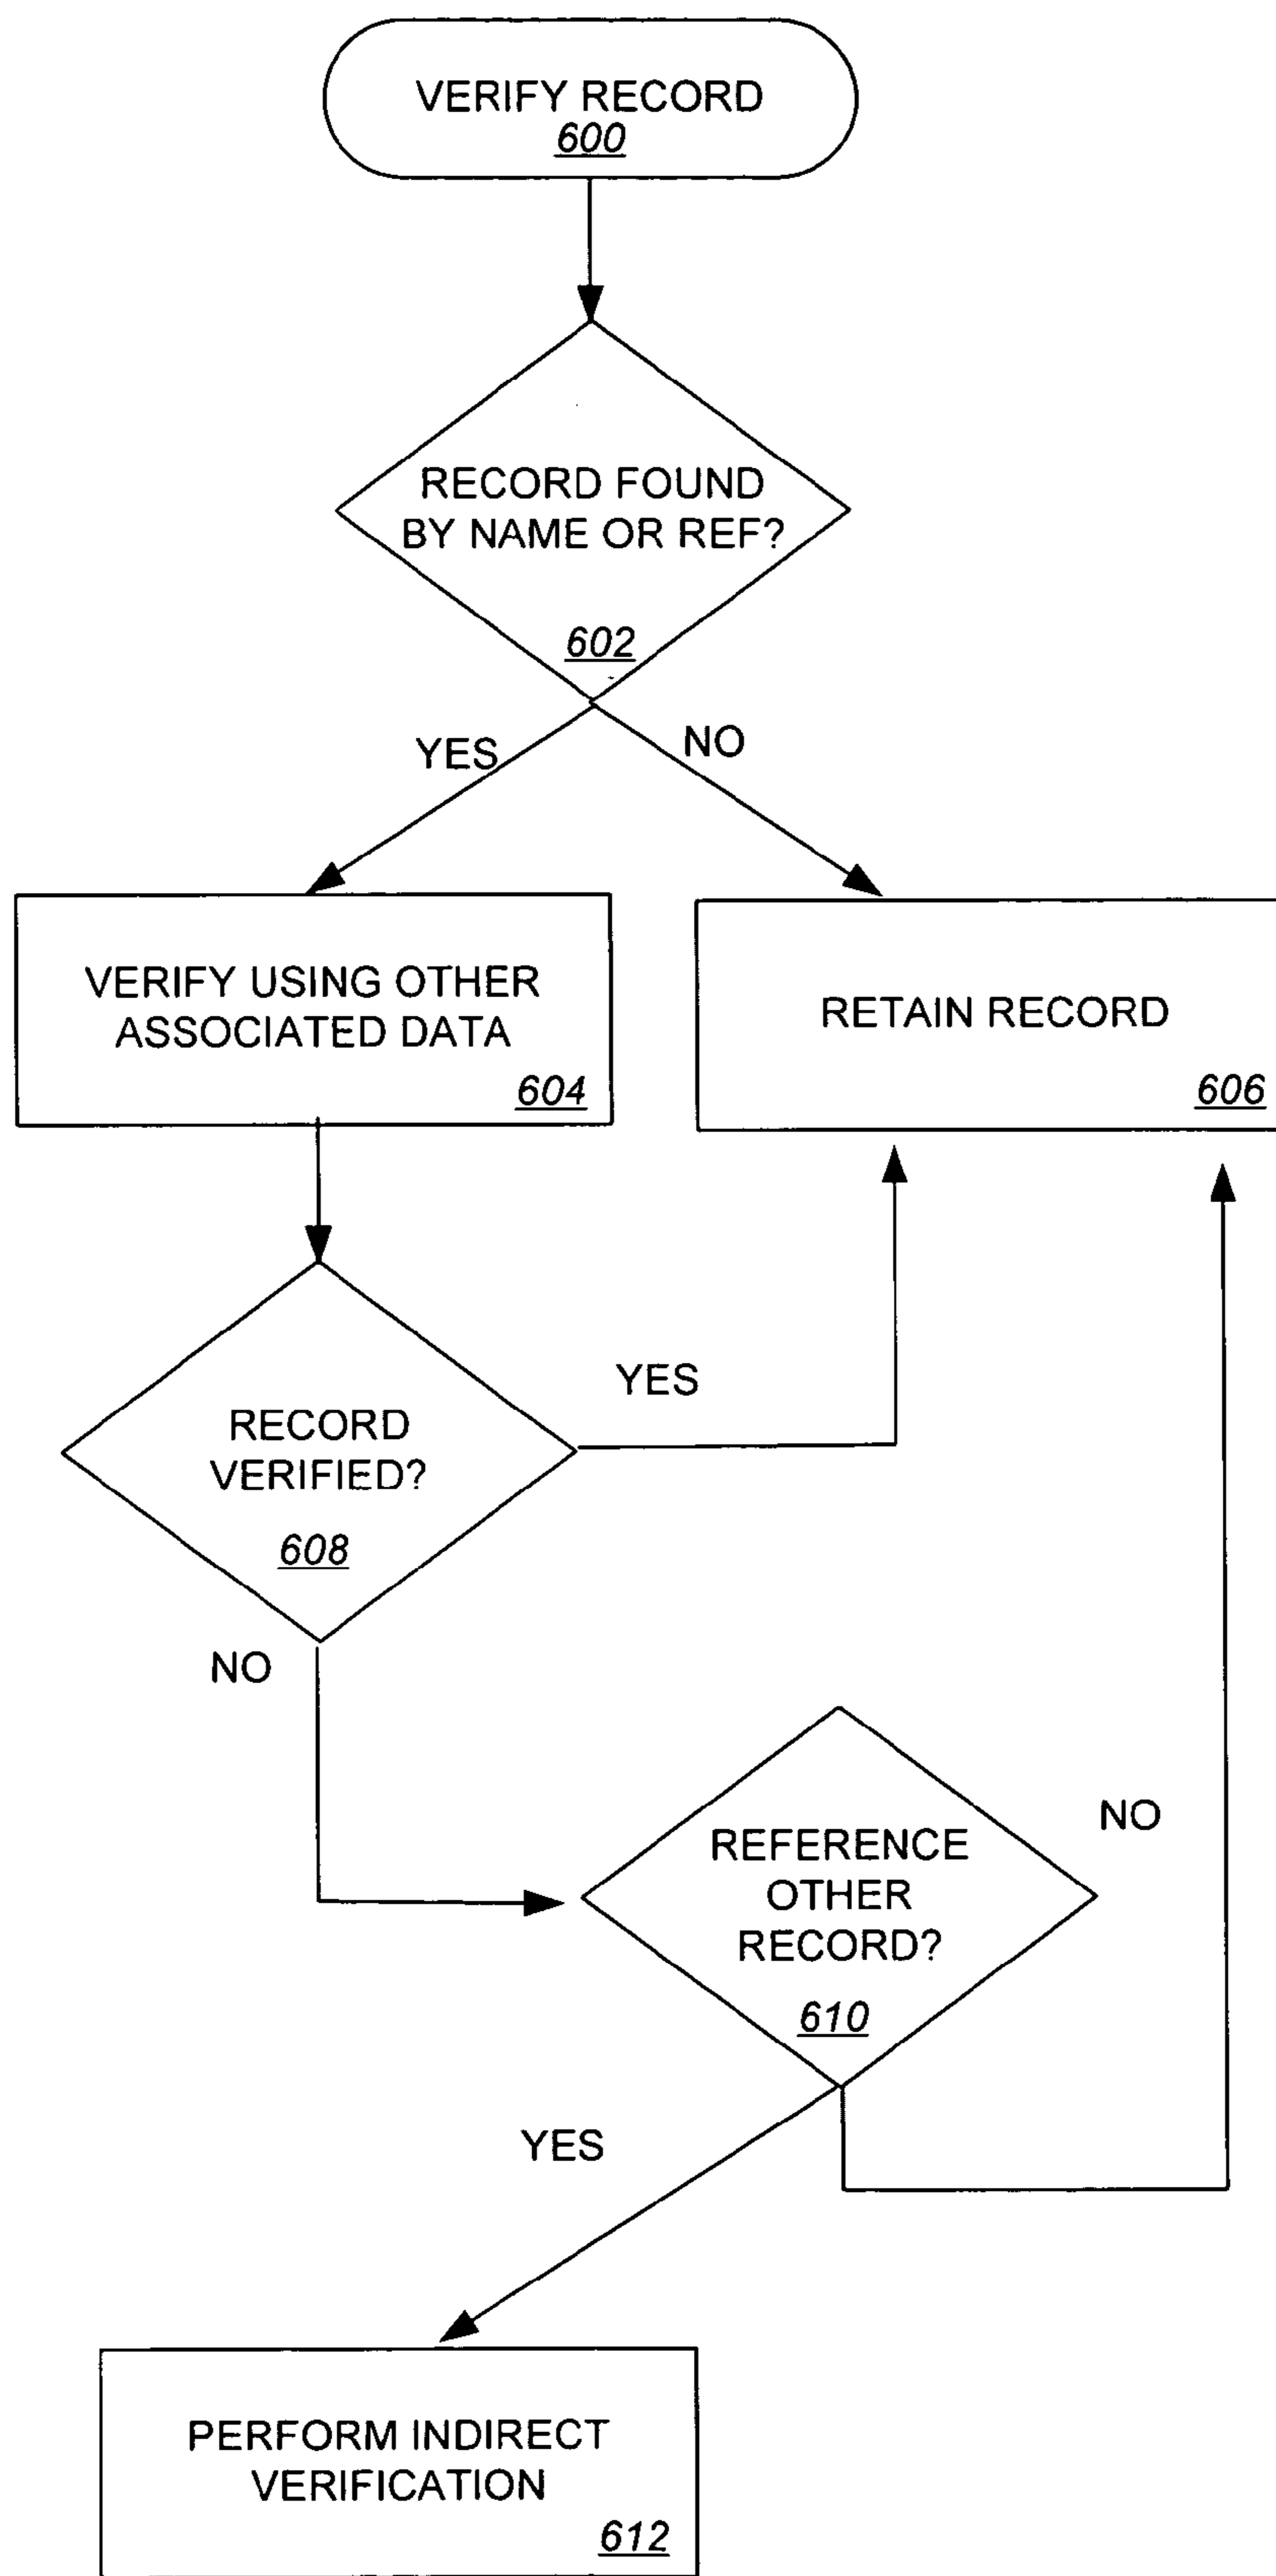 VERIFY RECORD
600
RECORD FOUND
BY NAME OR REF?
602
YES
NO
VERIFY USING OTHER
ASSOCIATED DATA
604
RETAIN RECORD
606
YES
RECORD
VERIFIED?
608
NO
NO
REFERENCE
OTHER
RECORD?
610
YES
PERFORM INDIRECT
VERIFICATION
612